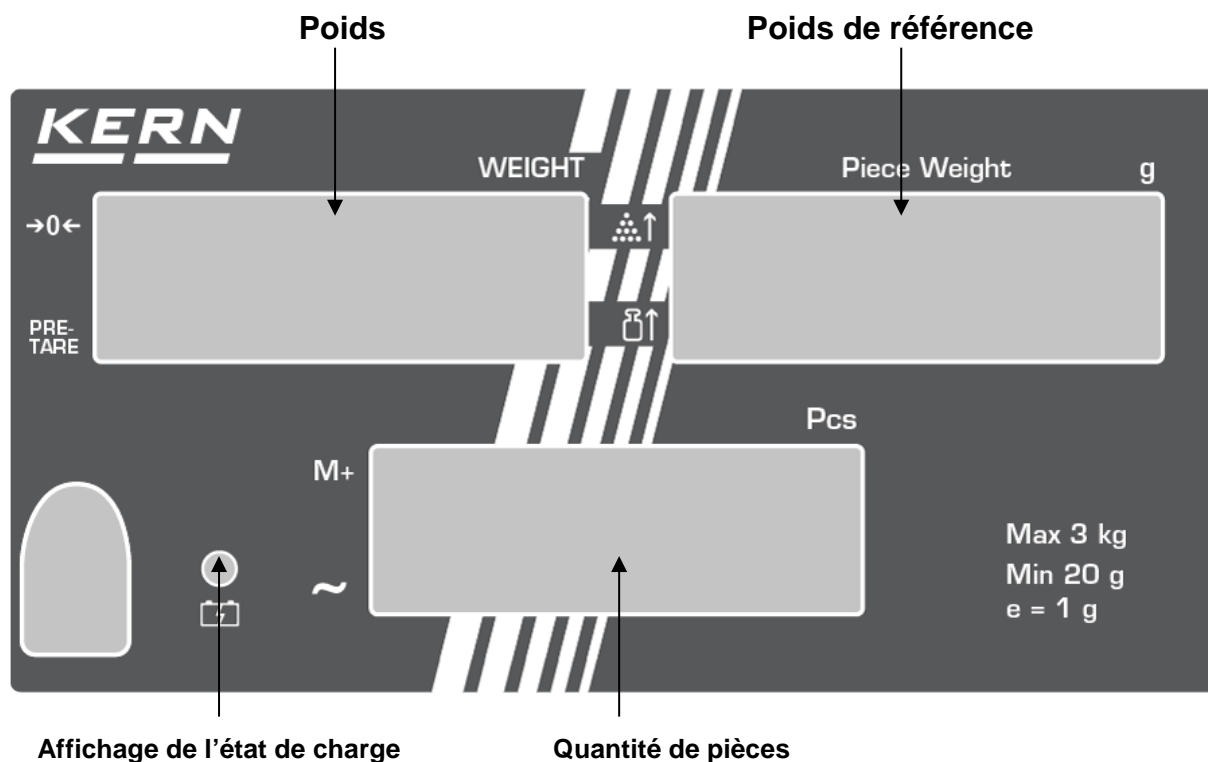 Poids
Poids de référence
KERN
WEIGHT
Piece Weight g
→0←
PRE-
TARE
Pcs
M+
~
Max 3 kg
Min 20 g
e = 1 g
Affichage de l’état de charge
Quantité de pièces